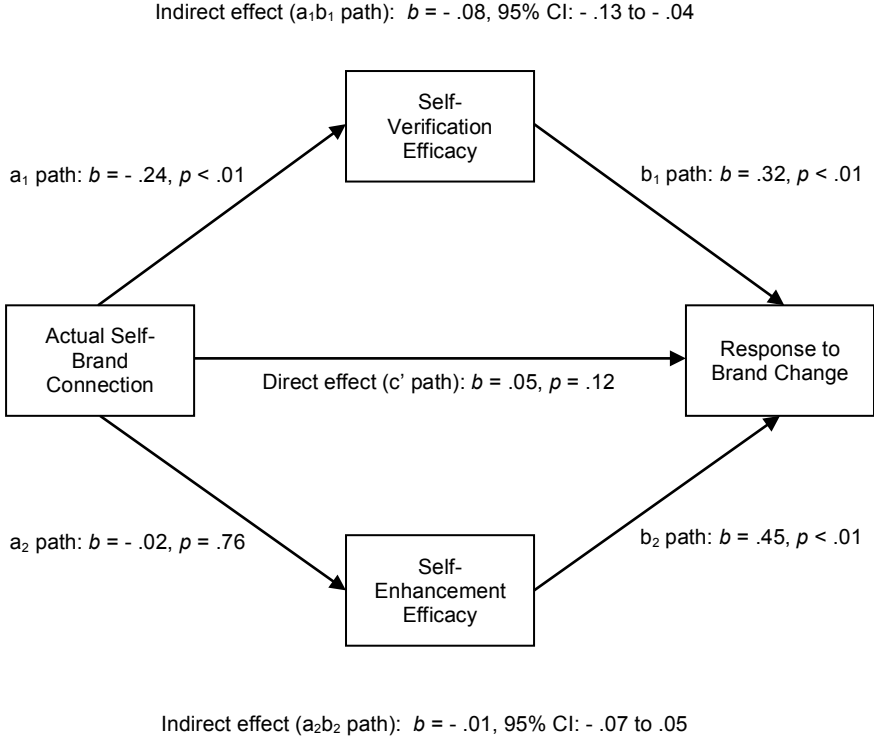 Indirect effect (a₁b₁ path): b = - .08, 95% CI: - .13 to - .04
Self-
Verification
Efficacy
a₁ path: b = - .24, p < .01
b₁ path: b = .32, p < .01
Actual Self-
Brand
Connection
Response to
Brand Change
Direct effect (c’ path): b = .05, p = .12
a₂ path: b = - .02, p = .76
b₂ path: b = .45, p < .01
Self-
Enhancement
Efficacy
Indirect effect (a₂b₂ path): b = - .01, 95% CI: - .07 to .05